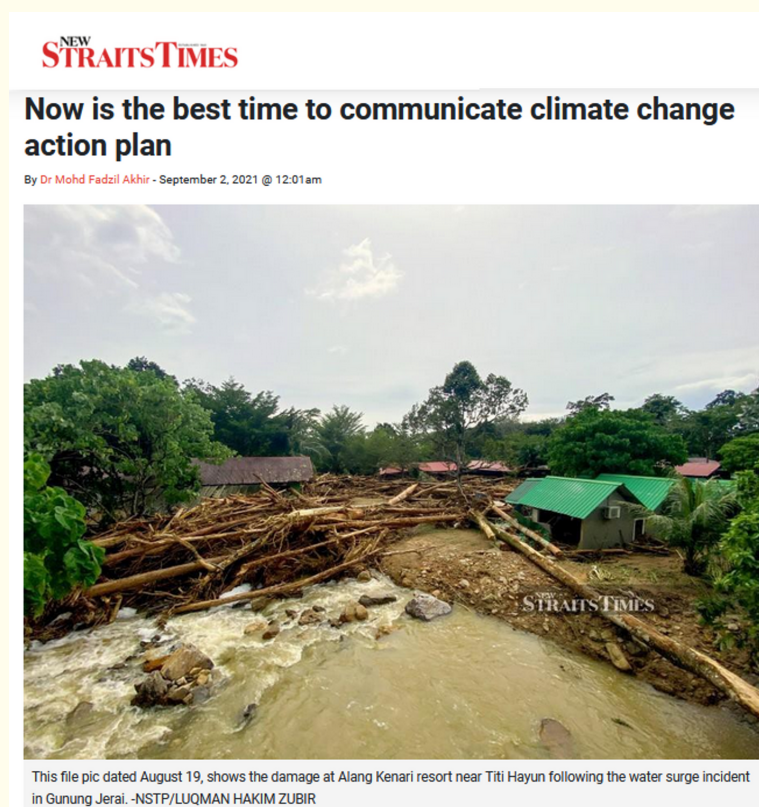 NEW
STRAITS TIMES
Now is the best time to communicate climate change
action plan
By Dr Mohd Fadzil Akhir - September 2, 2021 @ 12:01am
NEW
STRAITS TIMES
This file pic dated August 19, shows the damage at Alang Kenari resort near Titi Hayun following the water surge incident
in Gunung Jerai. -NSTP/LUQMAN HAKIM ZUBIR